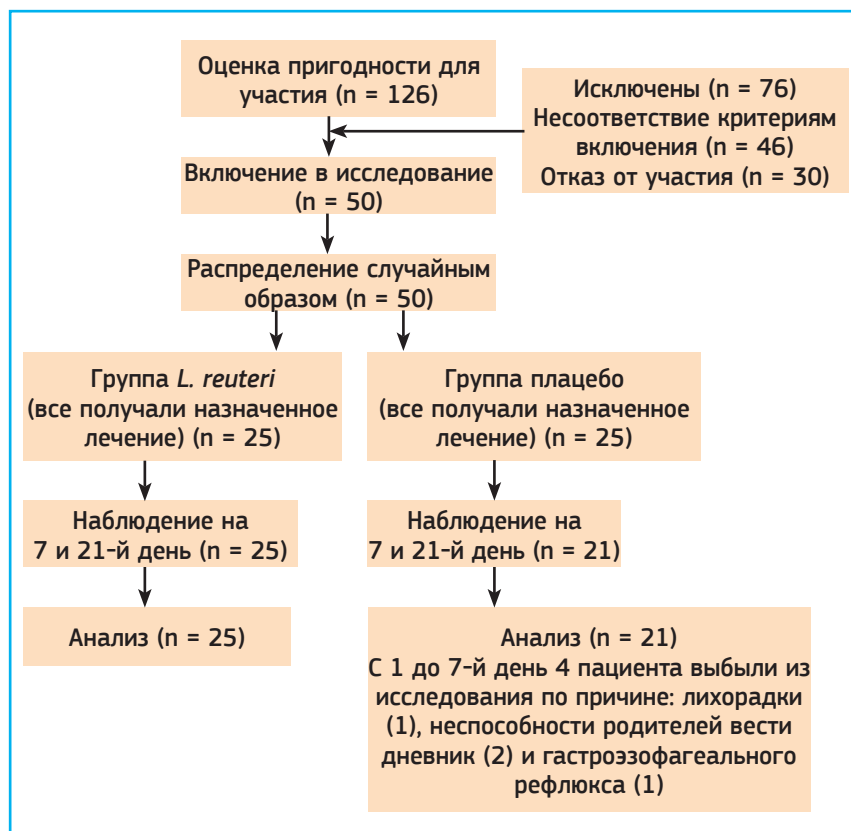 Оценка пригодности для
участия (n = 126)
Исключены (n = 76)
Несоответствие критериям
включения (n = 46)
Отказ от участия (n = 30)
Включение в исследование
(n = 50)
Распределение случайным
образом (n = 50)
Группа L. reuteri
(все получали назначенное
лечение) (n = 25)
Группа плацебо
(все получали назначенное
лечение) (n = 25)
Наблюдение на
7 и 21-й день (n = 25)
Наблюдение на
7 и 21-й день (n = 21)
Анализ (n = 25)
Анализ (n = 21)
С 1 до 7-й день 4 пациента выбыли из
исследования по причине: лихорадки
(1), неспособности родителей вести
дневник (2) и гастроэзофагеального
рефлюкса (1)